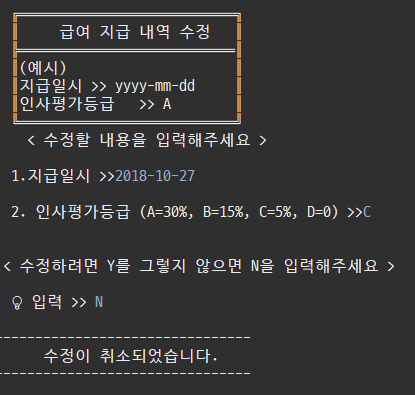 급여 지급 내역 수정
(예시)
지급일시 >> yyyy-mm-dd
인사평가등급 >> A
< 수정할 내용을 입력해주세요 >
1.지급일시 >>2018-10-27
2. 인사평가등급 (A=30%, B=15%, C=5%, D=0) >>C
< 수정하려면 Y를 그렇지 않으면 N을 입력해주세요 >
입력 >> N
--------------------------------
수정이 취소되었습니다.
--------------------------------